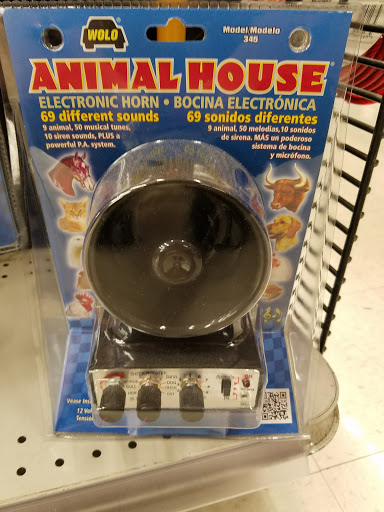 WOLO
Model/Modelo
345
ANIMAL HOUSE
ELECTRONIC HORN • BOCINA ELECTRÓNICA
69 different sounds
9 animal, 50 musical tunes,
10 siren sounds, PLUS a
powerful P.A. system.
69 sonidos diferentes
9 animal, 50 melodías, 10 sonidos
de sirena. MÁS un poderoso
sistema de bocina
y micrófono.
12